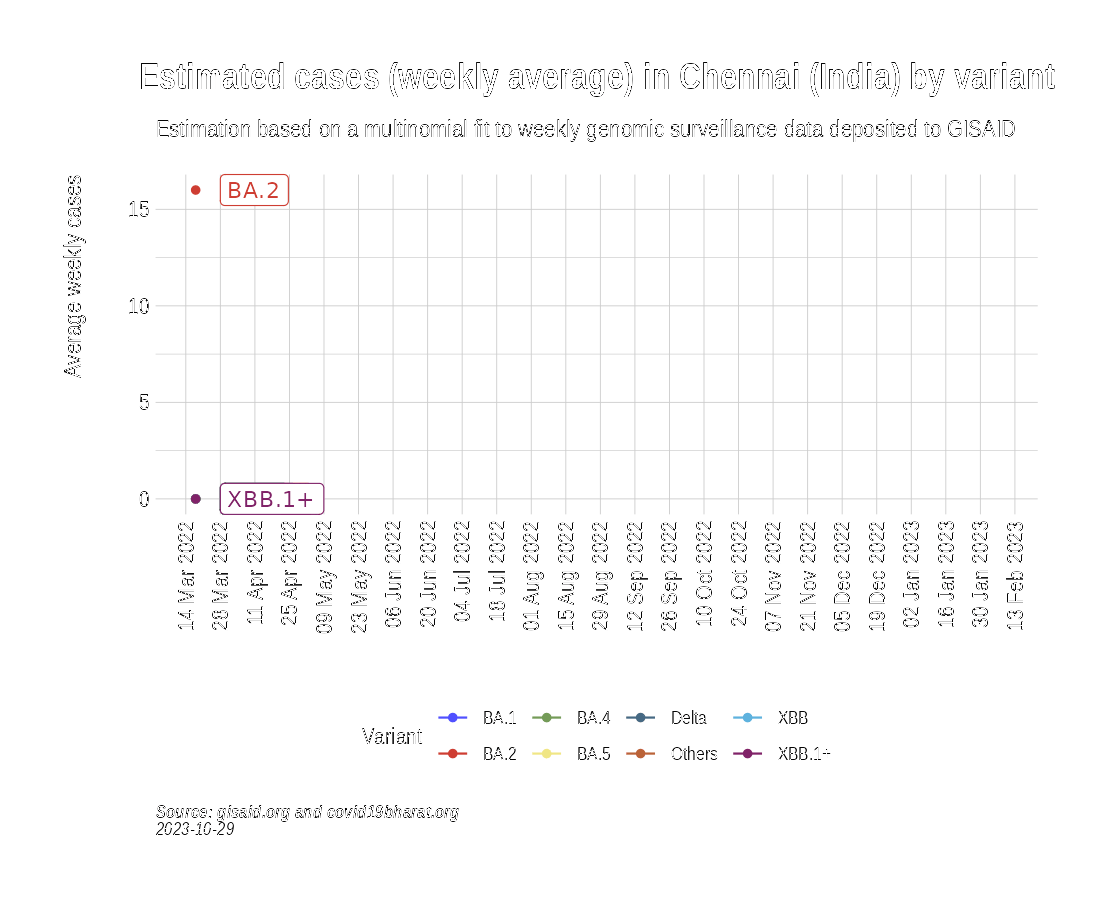 Estimated cases (weekly average) in Chennai (India) by variant
Estimation based on a multinomial fit to weekly genomic surveillance data deposited to GISAID
Average weekly cases
15
10
5
0
BA.2
XBB.1+
14 Mar 2022
28 Mar 2022
11 Apr 2022
25 Apr 2022
09 May 2022
23 May 2022
06 Jun 2022
20 Jun 2022
04 Jul 2022
18 Jul 2022
01 Aug 2022
15 Aug 2022
29 Aug 2022
12 Sep 2022
26 Sep 2022
10 Oct 2022
24 Oct 2022
07 Nov 2022
21 Nov 2022
05 Dec 2022
19 Dec 2022
02 Jan 2023
16 Jan 2023
30 Jan 2023
13 Feb 2023
Variant
BA.1 BA.4 Delta XBB
BA.2 BA.5 Others XBB.1+
Source: gisaid.org and covid19bharat.org
2023-10-29